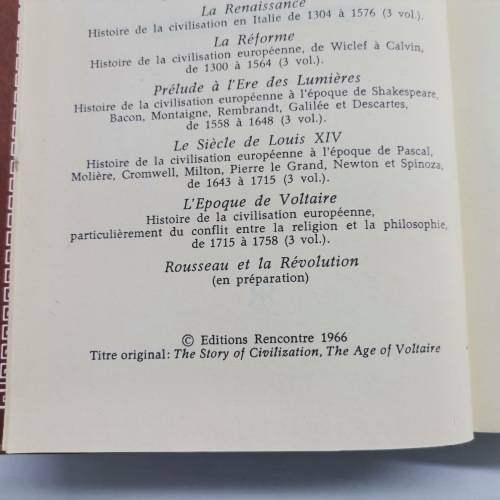 La Renaissance
Histoire de la civilisation en Italie de 1304 à 1576 (3 vol.).
La Réforme
Histoire de la civilisation européenne, de Wiclef à Calvin,
de 1300 à 1564 (3 vol.).
Prélude à l'Ere des Lumières
Histoire de la civilisation européenne à l'époque de Shakespeare,
Bacon, Montaigne, Rembrandt, Galilée et Descartes,
de 1558 à 1648 (3 vol.).
Le Siècle de Louis XIV
Histoire de la civilisation européenne à l'époque de Pascal,
Molière, Cromwell, Milton, Pierre le Grand, Newton et Spinoza,
de 1643 à 1715 (3 vol.).
L'Epoque de Voltaire
Histoire de la civilisation européenne,
particulièrement du conflit entre la religion et la philosophie,
de 1715 à 1758 (3 vol.).
Rousseau et la Révolution
(en préparation)
© Editions Rencontre 1966
Titre original: The Story of Civilization, The Age of Voltaire